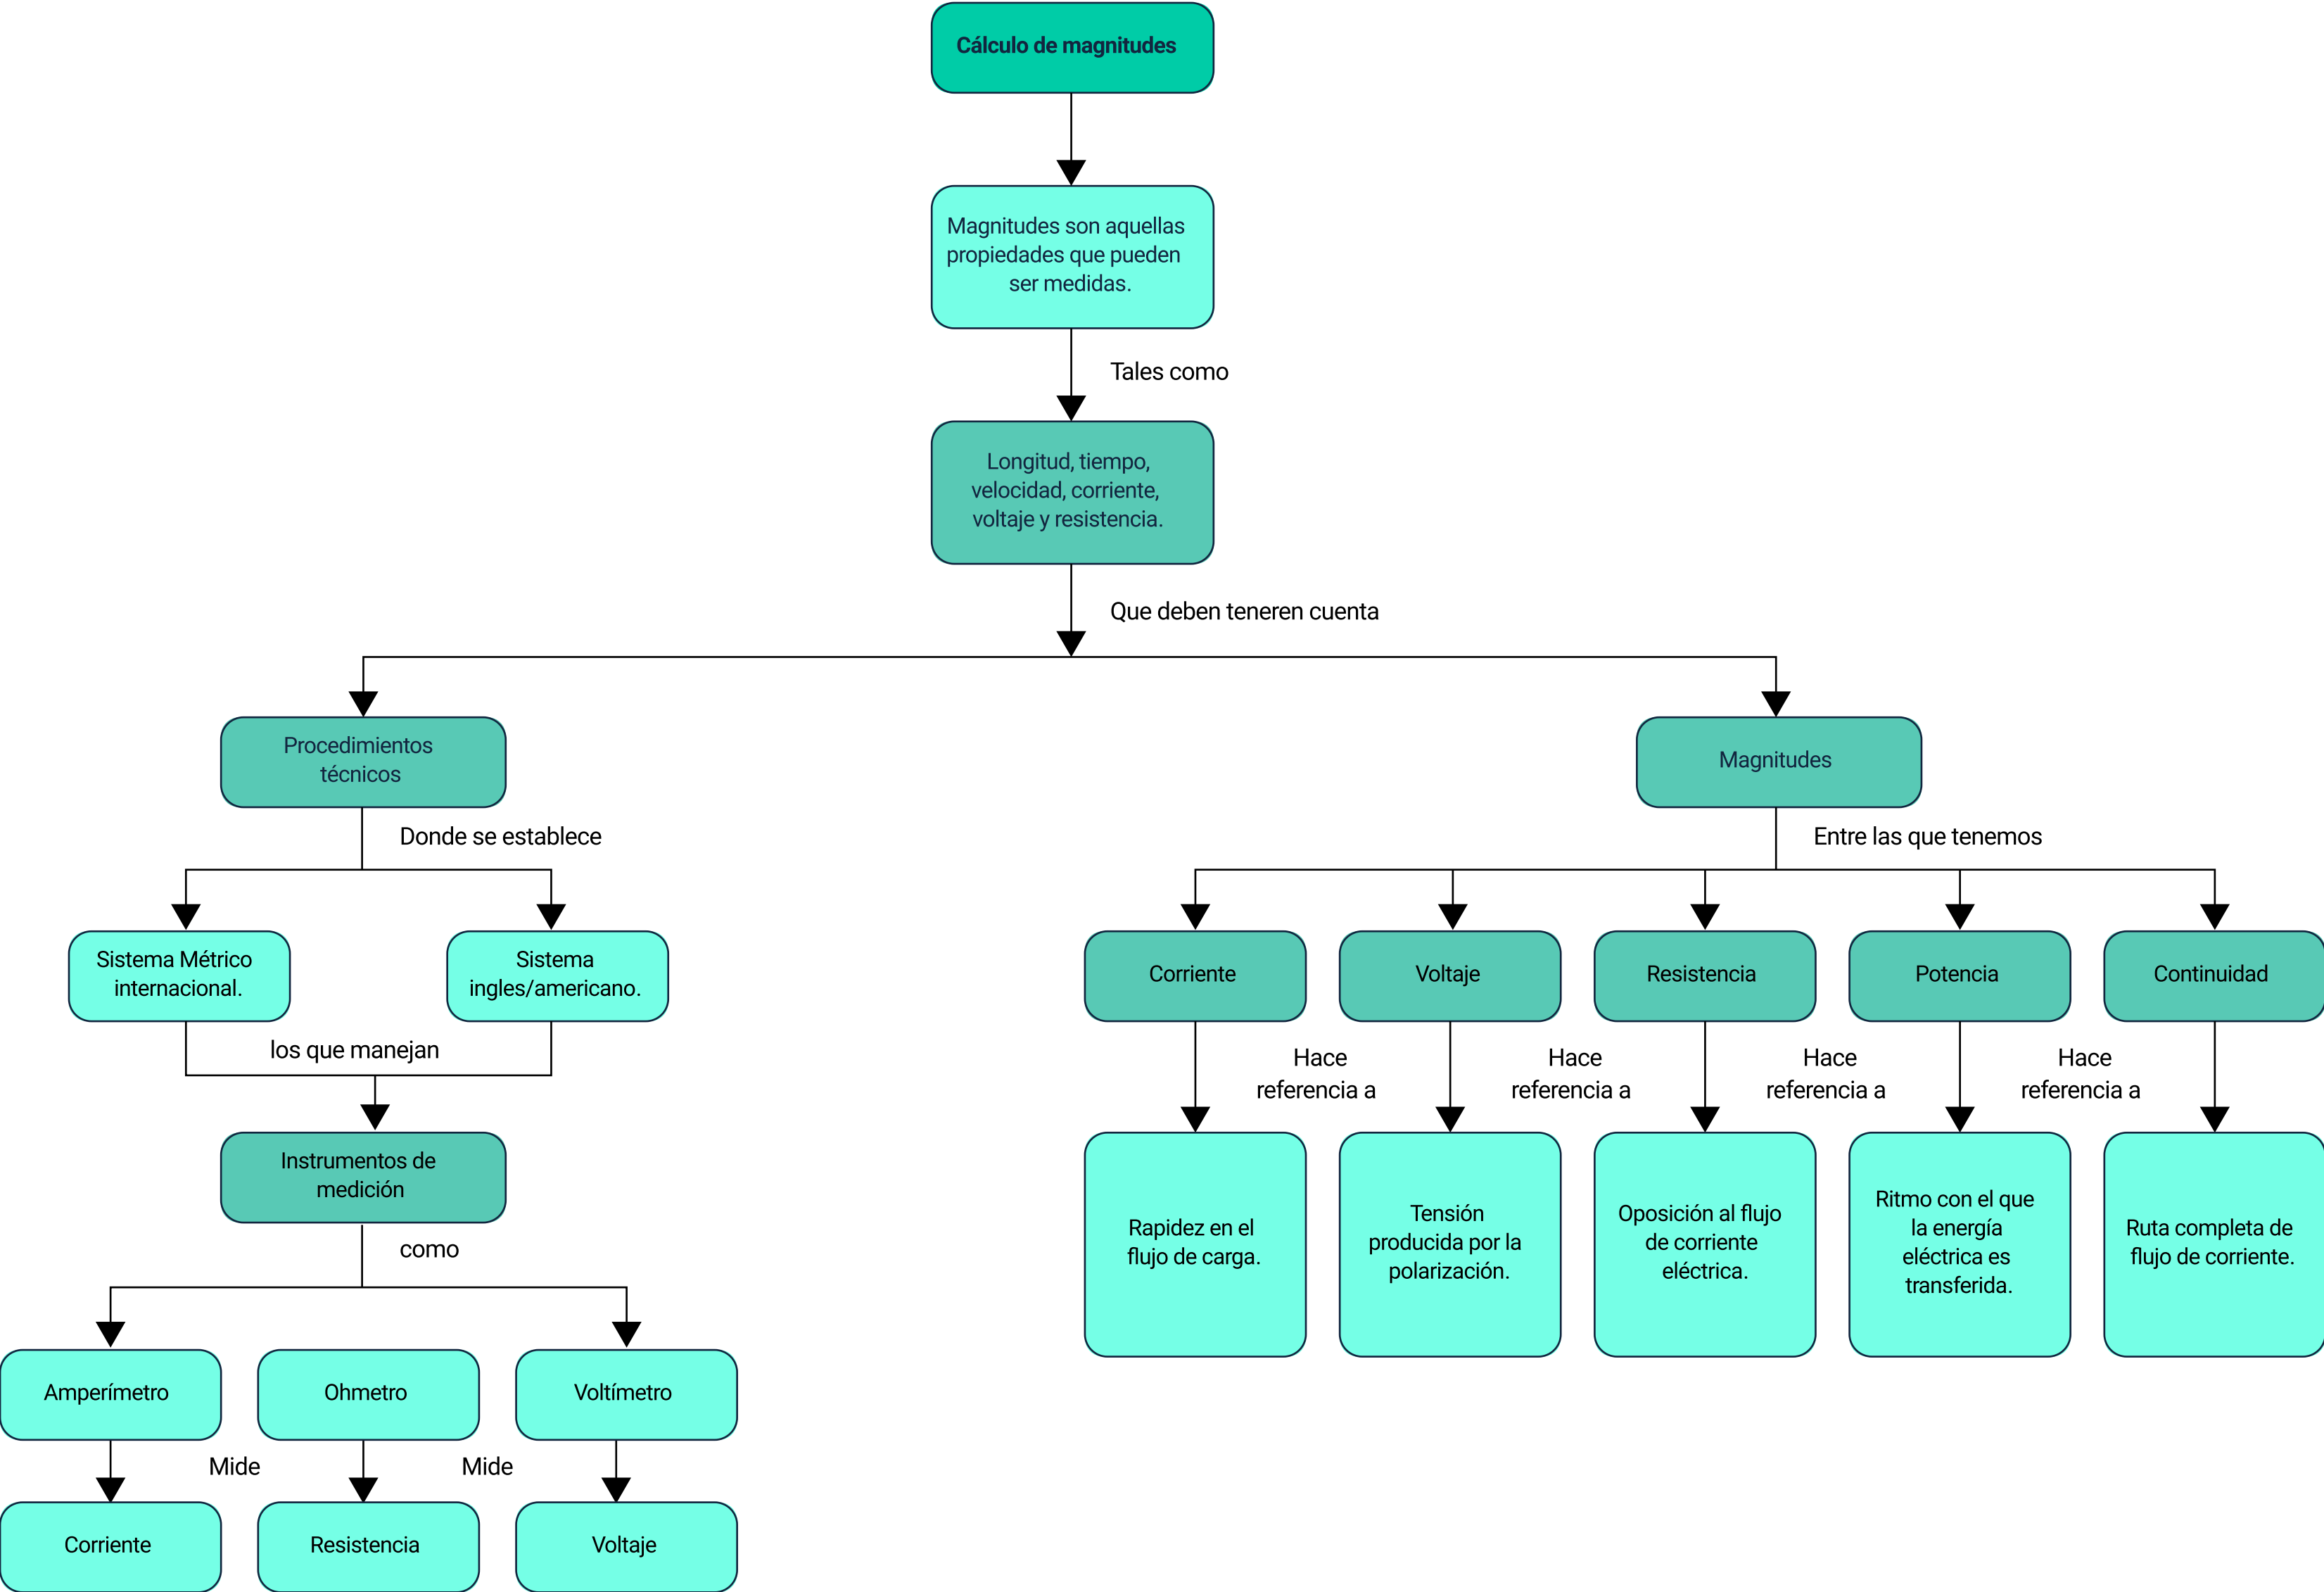 Cálculo de magnitudes
Magnitudes son aquellas
propiedades que pueden
ser medidas.
Tales como
Longitud, tiempo,
velocidad, corriente,
voltaje y resistencia.
Que deben teneren cuenta
Procedimientos
técnicos
Magnitudes
Donde se establece
Entre las que tenemos
Sistema Métrico
internacional.
Sistema
ingles/americano.
Corriente
Voltaje
Resistencia
Potencia
Continuidad
los que manejan
Hace
referencia a
Hace
referencia a
Hace
referencia a
Hace
referencia a
Instrumentos de
medición
Rapidez en el
flujo de carga.
Tensión
producida por la
polarización.
Oposición al flujo
de corriente
eléctrica.
Ritmo con el que
la energía
eléctrica es
transferida.
Ruta completa de
flujo de corriente.
como
Amperímetro
Ohmetro
Voltímetro
Mide
Mide
Corriente
Resistencia
Voltaje